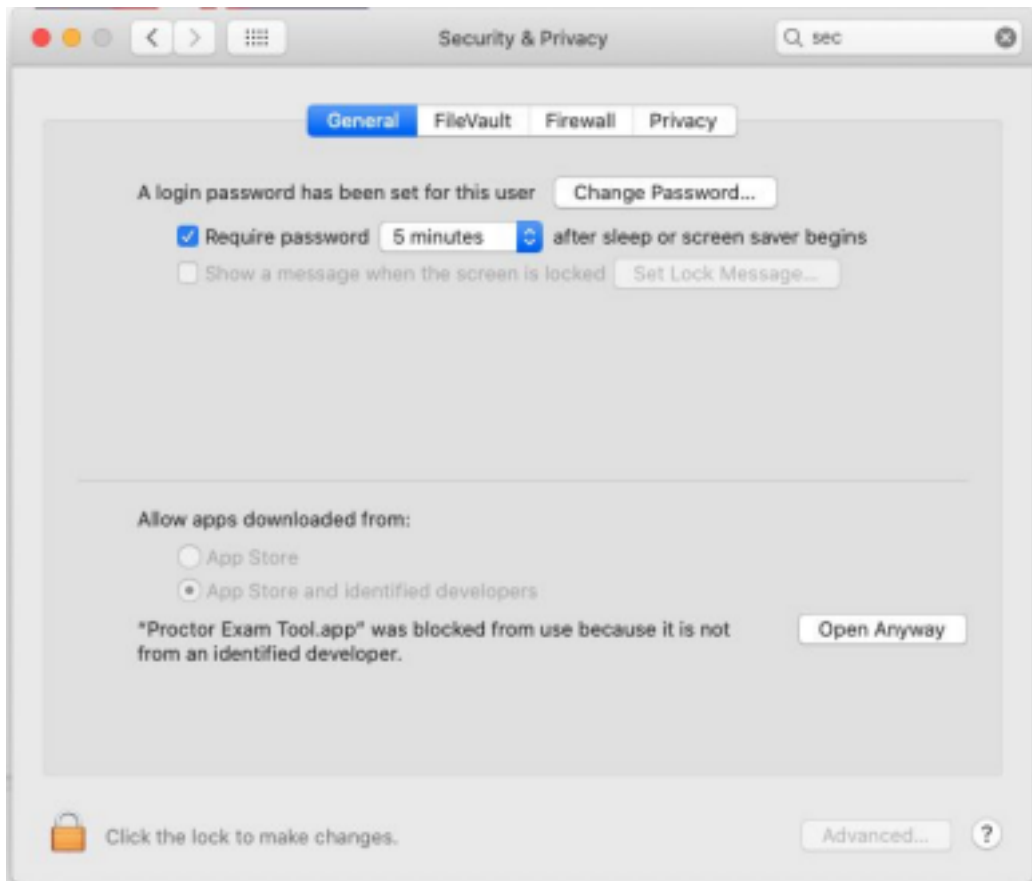 Security & Privacy
sec
General FileVault Firewall Privacy
A login password has been set for this user Change Password...
Require password 5 minutes after sleep or screen saver begins
Show a message when the screen is locked Set Lock Message...
Allow apps downloaded from:
App Store
App Store and identified developers
"Proctor Exam Tool.app" was blocked from use because it is not
from an identified developer.
Open Anyway
Click the lock to make changes.
Advanced... ?